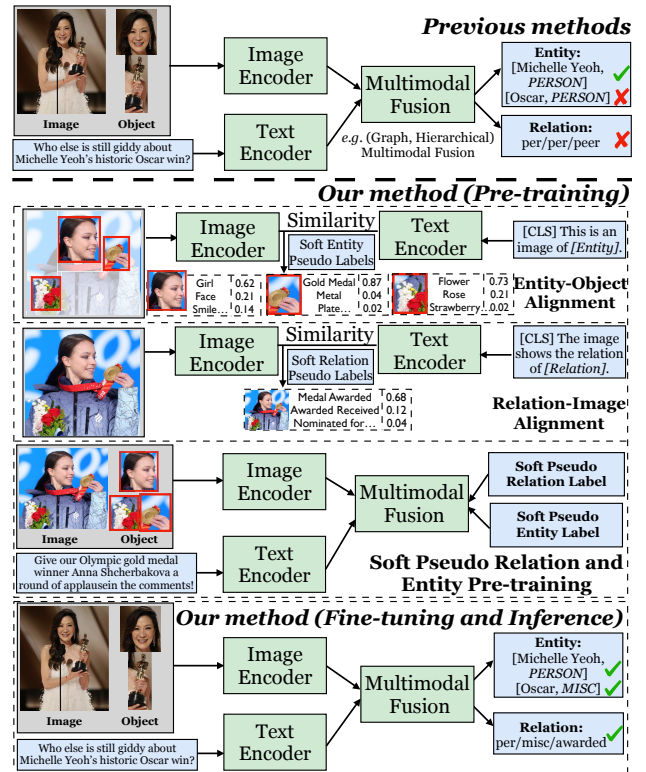 Previous methods
Image
Encoder
Text
Encoder
Multimodal
Fusion
e.g. (Graph, Hierarchical)
Multimodal Fusion
Entity:
[Michelle Yeoh,
PERSON]
[Oscar, PERSON]
Relation:
per/per/peer
Image
Object
Who else is still giddy about
Michelle Yeoh's historic Oscar win?
Our method (Pre-training)
Image
Encoder
Similarity
Soft Entity
Pseudo Labels
Text
Encoder
[CLS] This is an
image of [Entity].
Girl 0.62
Face 0.21
Smile... 0.14
Gold Medal 0.87
Metal 0.04
Plate... 0.02
Flower 0.73
Rose 0.21
Strawberry... 0.02
Entity-Object
Alignment
Image
Encoder
Similarity
Soft Relation
Pseudo Labels
Text
Encoder
[CLS] The image
shows the relation
of [Relation].
Medal Awarded 0.68
Awarded Received 0.12
Nominated for... 0.04
Relation-Image
Alignment
Image
Object
Give our Olympic gold medal
winner Anna Shcherbakova a
round of applausein the comments!
Image
Encoder
Text
Encoder
Multimodal
Fusion
Soft Pseudo
Relation Label
Soft Pseudo
Entity Label
Soft Pseudo Relation and
Entity Pre-training
Our method (Fine-tuning and Inference)
Image
Object
Who else is still giddy about
Michelle Yeoh's historic Oscar win?
Image
Encoder
Text
Encoder
Multimodal
Fusion
Entity:
[Michelle Yeoh,
PERSON]
[Oscar, MISC]
Relation:
per/misc/awarded